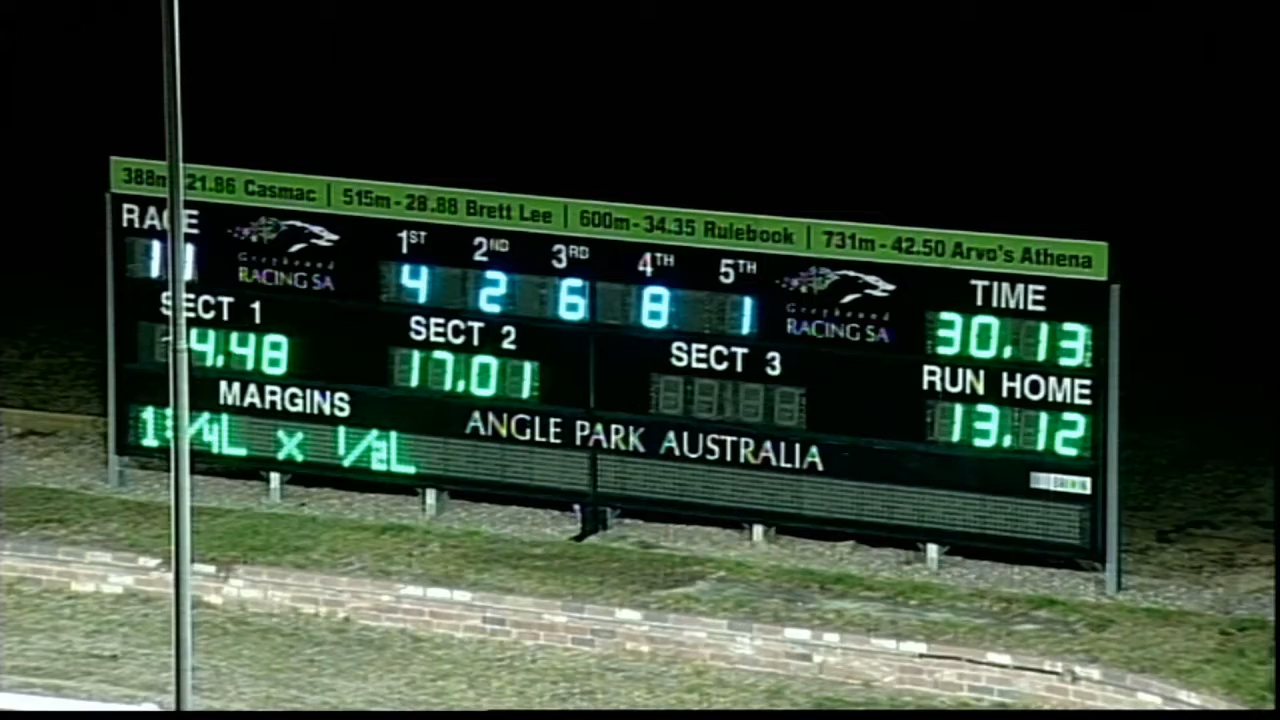 388m 21.86 Casmac | 515m - 28.88 Brett Lee | 600m - 34.35 Rulebook | 731m - 42.50 Arvo's Athena
RACE
11
Greyhound
RACING SA
1ST 2ND 3RD 4TH 5TH
4 2 6 8 1
Greyhound
RACING SA
TIME
30.13
SECT 1
4.48
SECT 2
17.01
SECT 3
RUN HOME
13.12
MARGINS
1 3/4L x 1/2L
ANGLE PARK AUSTRALIA